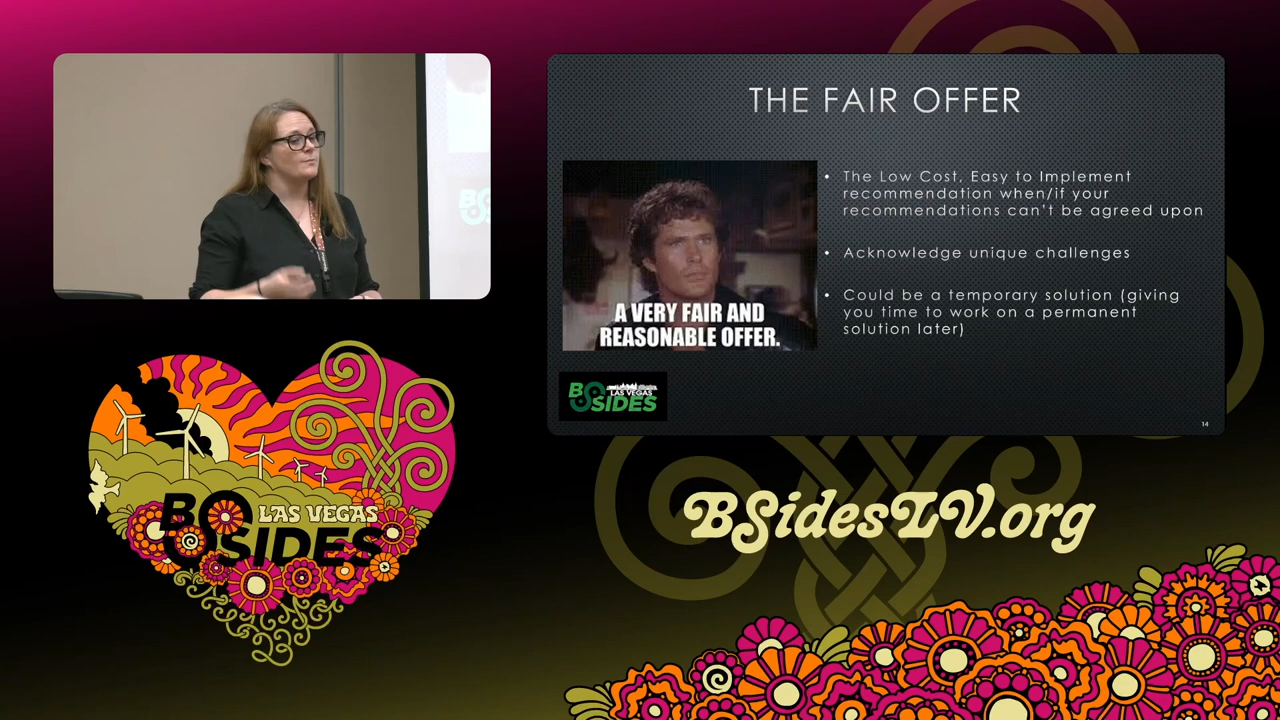 THE FAIR OFFER
• The Low Cost, Easy to Implement
recommendation when/if your
recommendations can't be agreed upon
• Acknowledge unique challenges
• Could be a temporary solution (giving
you time to work on a permanent
solution later)
A VERY FAIR AND
REASONABLE OFFER.
BSIDES
LAS VEGAS
14
BSIDES
LAS VEGAS
23
BSidesLV.org